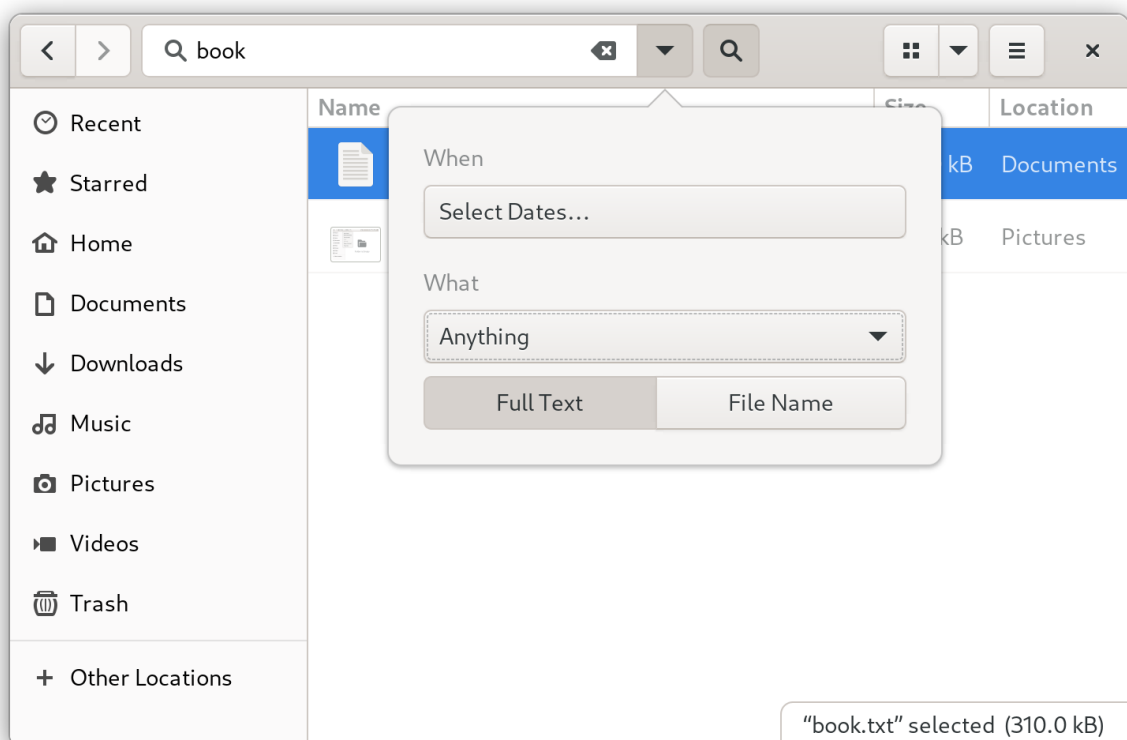 book
Name
Size
Location
Recent
Starred
Home
Documents
Downloads
Music
Pictures
Videos
Trash
Other Locations
When
Select Dates…
What
Anything
Full Text
File Name
kB
Documents
kB
Pictures
“book.txt” selected (310.0 kB)